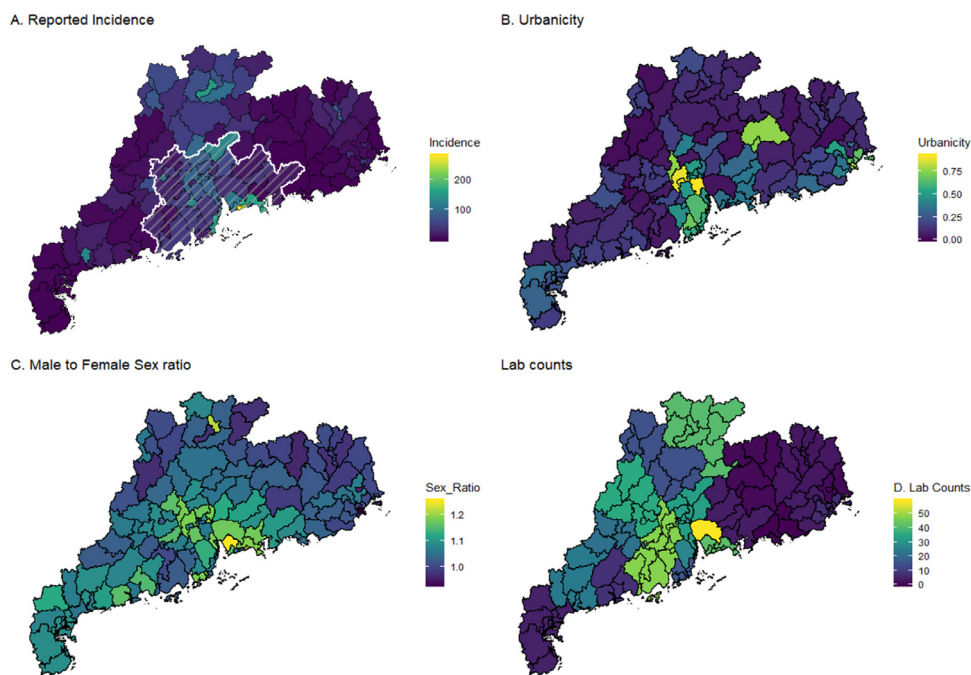 A. Reported Incidence
B. Urbanicity
Incidence
200
100
Urbanicity
0.75
0.50
0.25
0.00
C. Male to Female Sex ratio
Lab counts
Sex_Ratio
1.2
1.1
1.0
D. Lab Counts
50
40
30
20
10
0